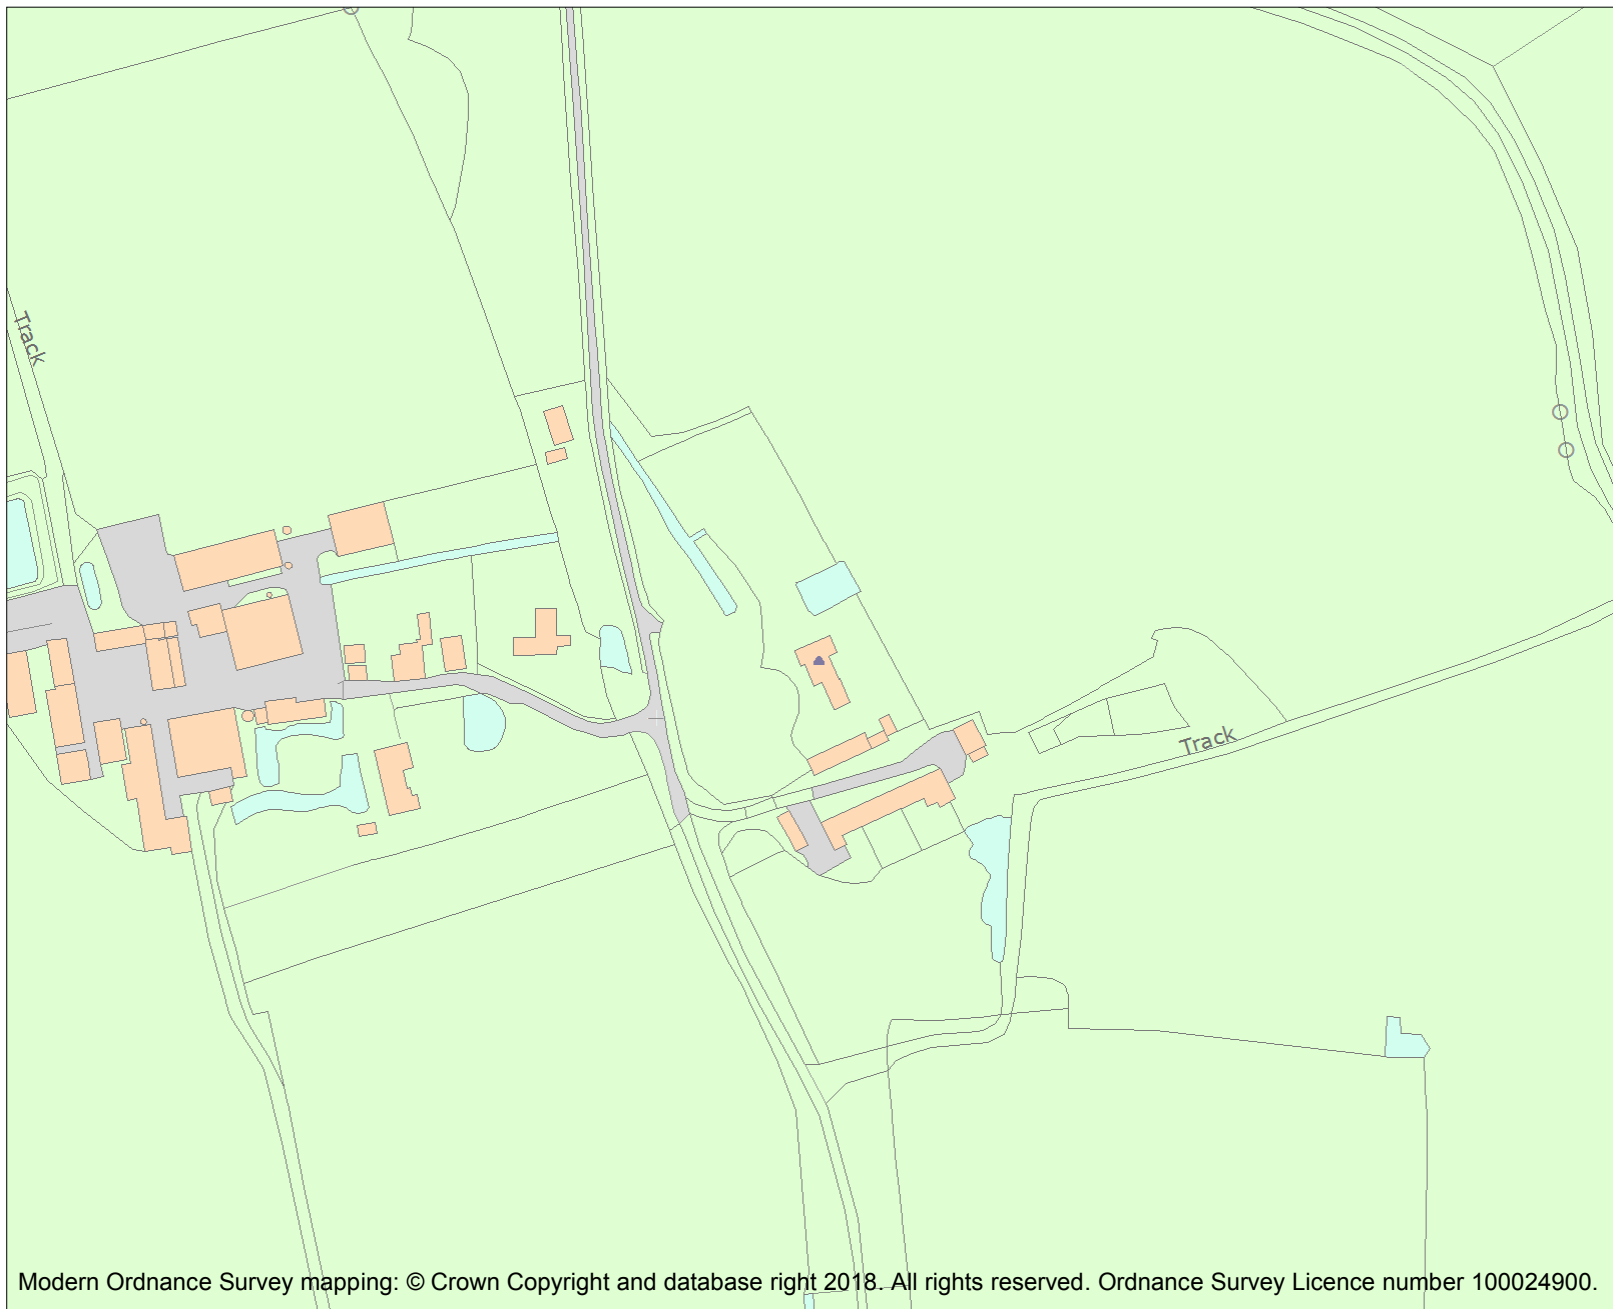 Track
Track
Modern Ordnance Survey mapping: © Crown Copyright and database right 2018. All rights reserved. Ordnance Survey Licence number 100024900.